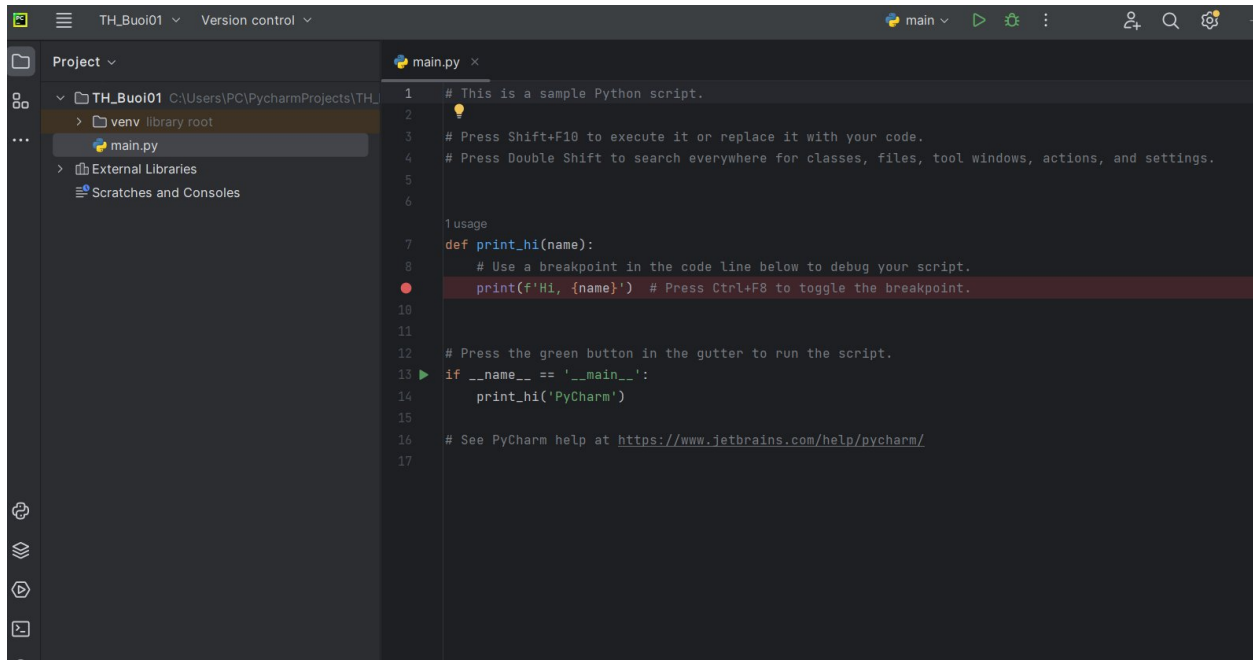 PC
TH_Buoi01
Version control
main
Project
main.py
TH_Buoi01 C:\Users\PC\PycharmProjects\TH_
venv library root
main.py
External Libraries
Scratches and Consoles
1 # This is a sample Python script.
2
3 # Press Shift+F10 to execute it or replace it with your code.
4 # Press Double Shift to search everywhere for classes, files, tool windows, actions, and settings.
5
6
1 usage
7 def print_hi(name):
8 # Use a breakpoint in the code line below to debug your script.
print(f'Hi, {name}') # Press Ctrl+F8 to toggle the breakpoint.
10
11
12 # Press the green button in the gutter to run the script.
13 if __name__ == '__main__':
14 print_hi('PyCharm')
15
16 # See PyCharm help at https://www.jetbrains.com/help/pycharm/
17